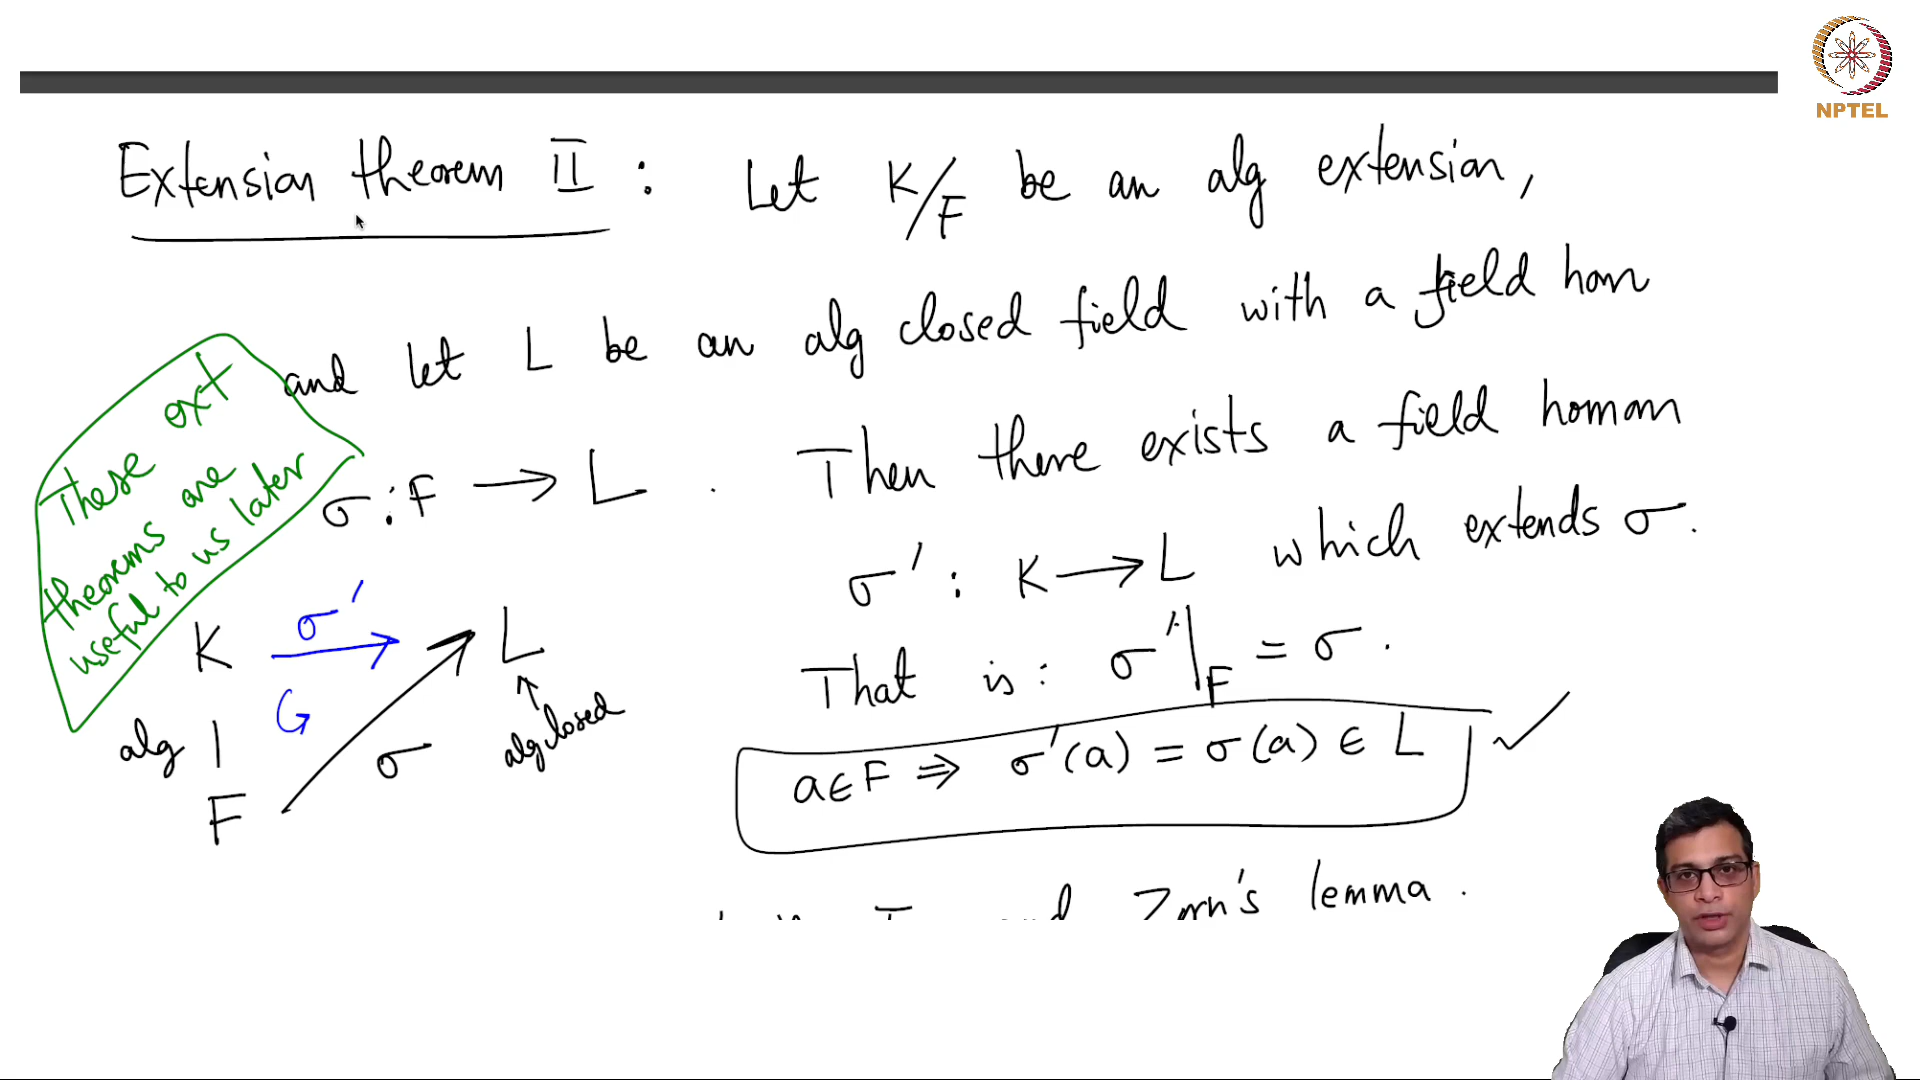 NPTEL
Extension theorem II : Let K/F be an alg extension,
and let L be an alg closed field with a field hom
σ : F → L . Then there exists a field homom
σ' : K → L which extends σ.
That is : σ'|F = σ .
a ∈ F ⇒ σ'(a) = σ(a) ∈ L ✓
and Zorn's lemma .
These ext
theorems are
useful to us later
K σ' → L
alg | G σ alg closed
F